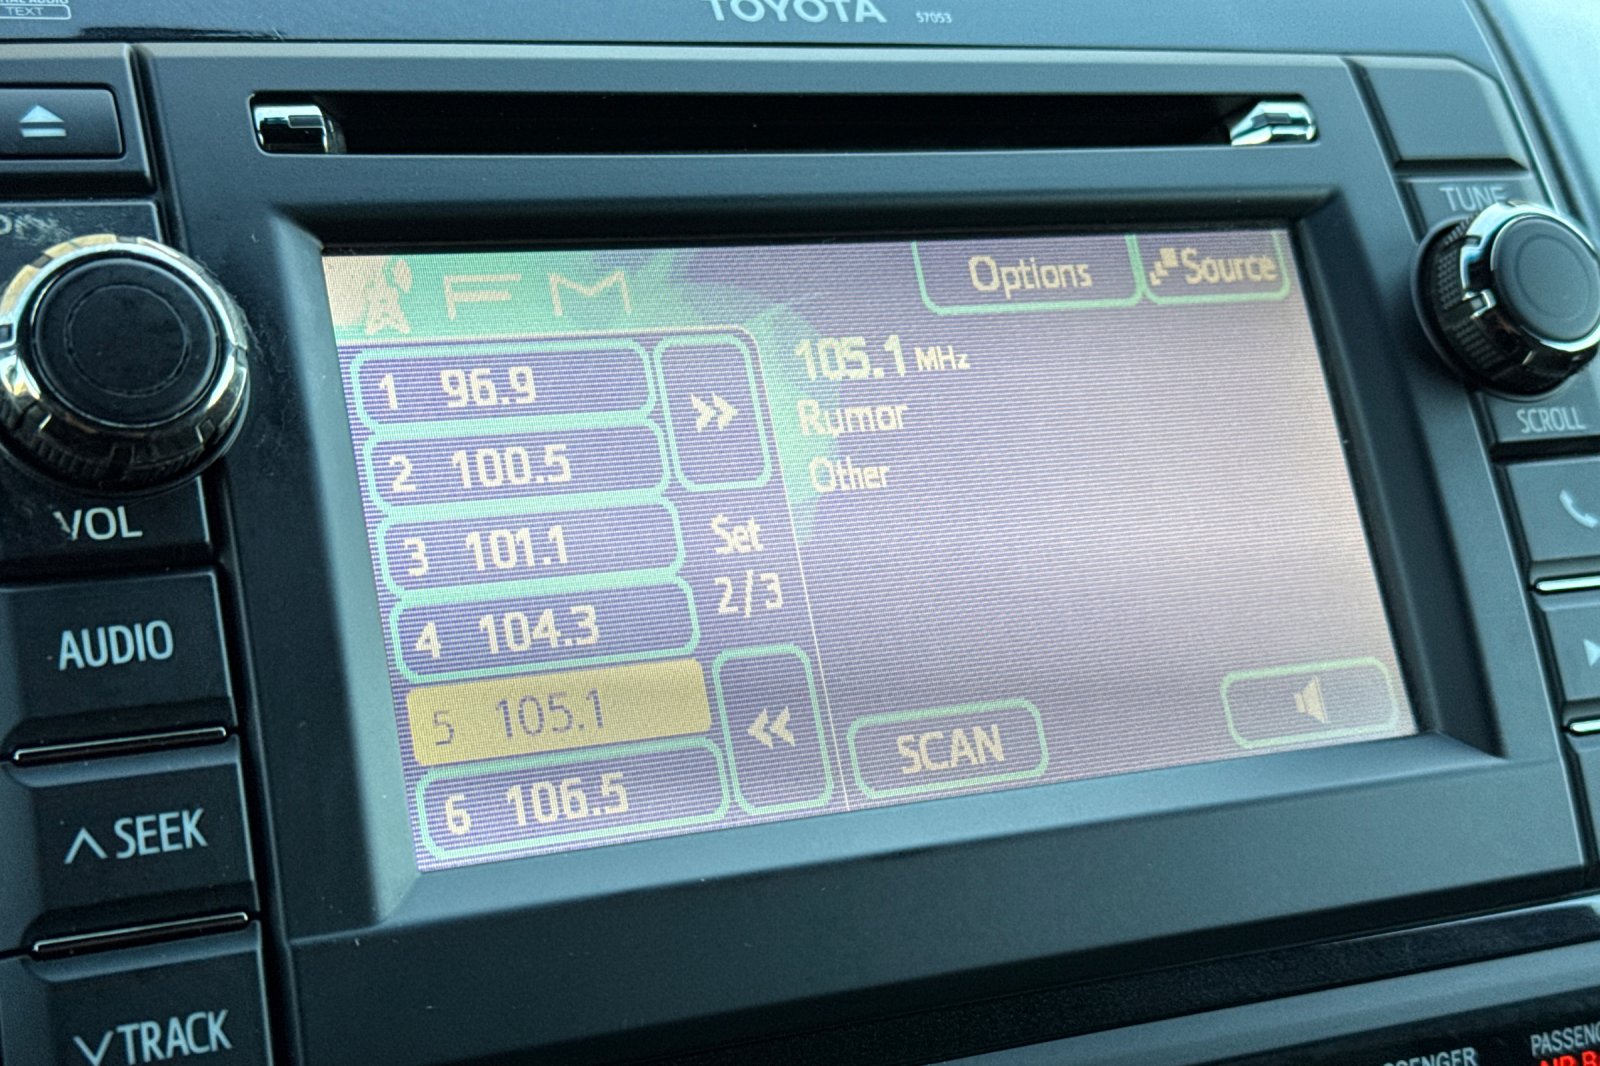 TEXT
TOYOTA 57053
TUNE
SCROLL
VOL
AUDIO
∧ SEEK
∨ TRACK
FM
Options
Source
1 96.9
2 100.5
3 101.1
4 104.3
5 105.1
6 106.5
»
Set
2/3
«
105.1 MHz
Rumor
Other
SCAN
PASSENGER